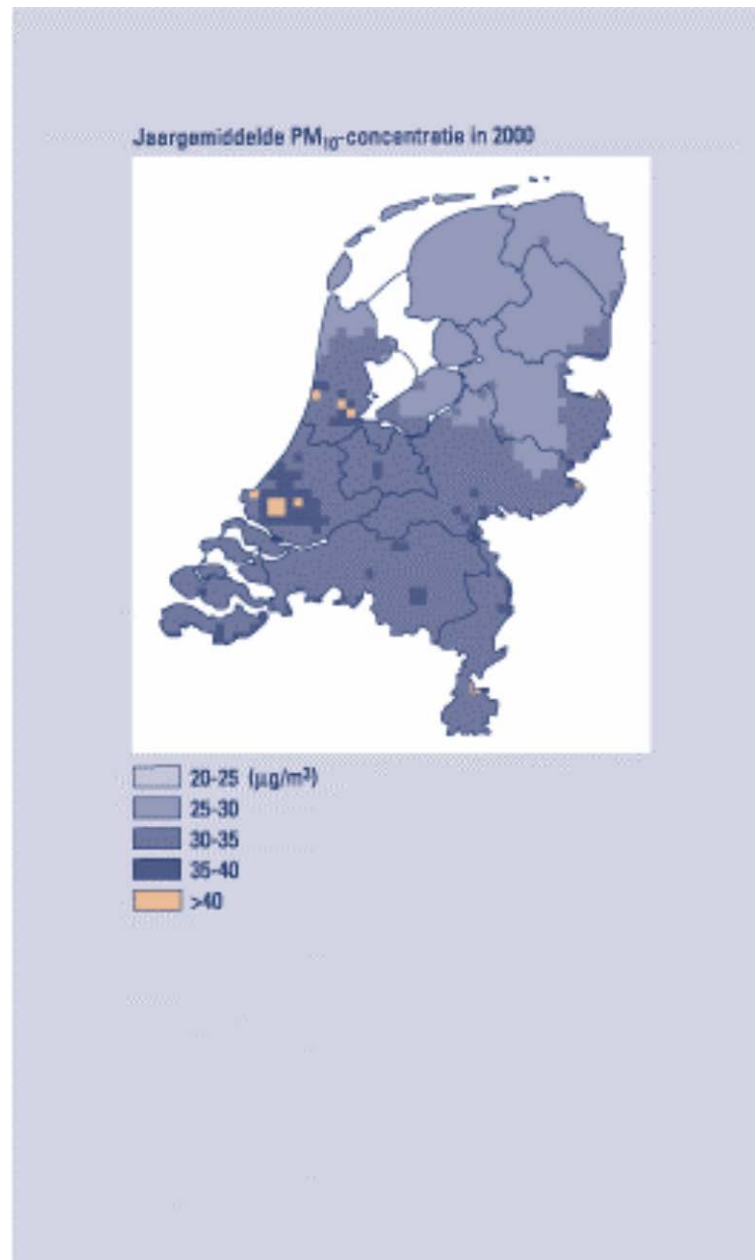 Jaargemiddelde PM₁₀-concentratie in 2000
20-25 (µg/m³)
25-30
30-35
35-40
>40